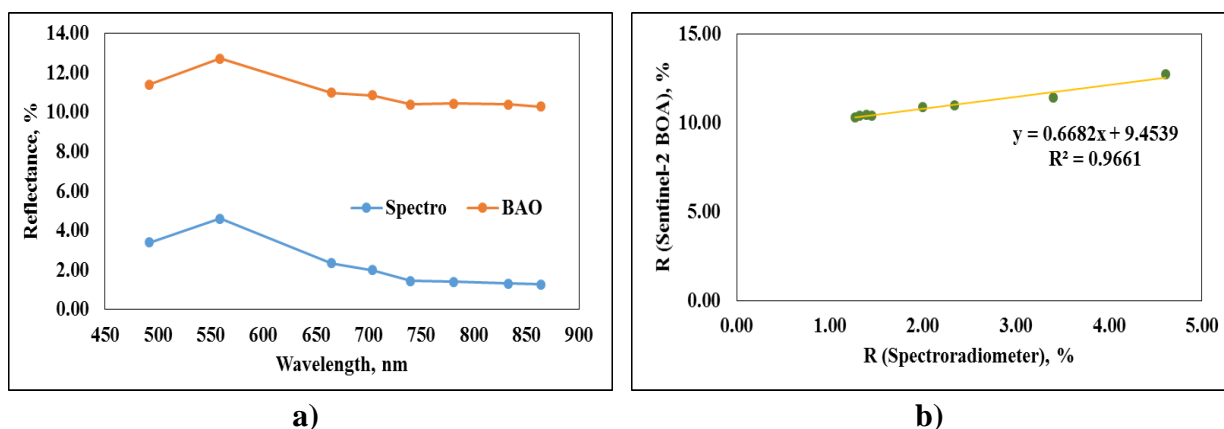 14.00
12.00
10.00
8.00
6.00
4.00
2.00
0.00
Reflectance, %
Spectro BAO
450 500 550 600 650 700 750 800 850 900
Wavelength, nm
a)
15.00
10.00
5.00
0.00
R (Sentinel-2 BOA), %
y = 0.6682x + 9.4539
R² = 0.9661
0.00 1.00 2.00 3.00 4.00 5.00
R (Spectroradiometer), %
b)